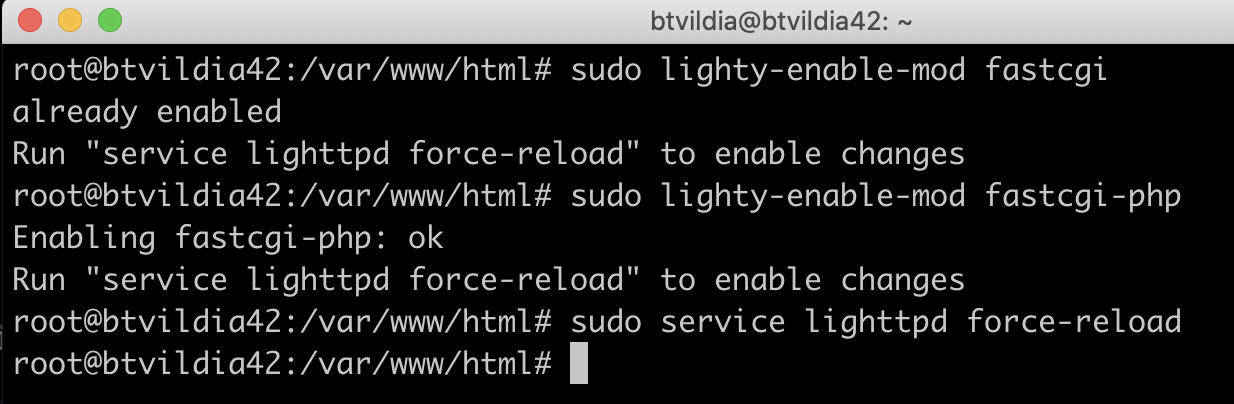 btvildia@btvildia42: ~
root@btvildia42:/var/www/html# sudo lighty-enable-mod fastcgi
already enabled
Run "service lighttpd force-reload" to enable changes
root@btvildia42:/var/www/html# sudo lighty-enable-mod fastcgi-php
Enabling fastcgi-php: ok
Run "service lighttpd force-reload" to enable changes
root@btvildia42:/var/www/html# sudo service lighttpd force-reload
root@btvildia42:/var/www/html#